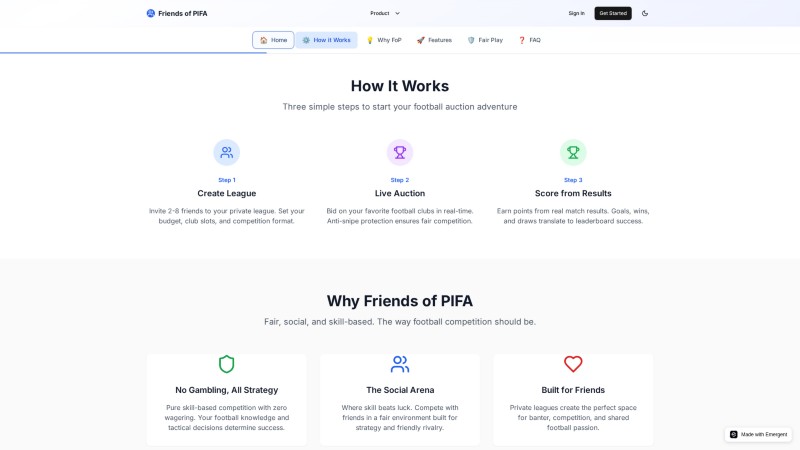 Friends of PIFA
Product
Sign In
Get Started
Home
How It Works
Why FoP
Features
Fair Play
FAQ
How It Works
Three simple steps to start your football auction adventure
Step 1
Create League
Invite 2-8 friends to your private league. Set your
budget, club slots, and competition format.
Step 2
Live Auction
Bid on your favorite football clubs in real-time.
Anti-snipe protection ensures fair competition.
Step 3
Score from Results
Earn points from real match results. Goals, wins,
and draws translate to leaderboard success.
Why Friends of PIFA
Fair, social, and skill-based. The way football competition should be.
No Gambling, All Strategy
Pure skill-based competition with zero
wagering. Your football knowledge and
tactical decisions determine success.
The Social Arena
Where skill beats luck. Compete with
friends in a fair environment built for
strategy and friendly rivalry.
Built for Friends
Private leagues create the perfect space
for banter, competition, and shared
football passion.
Made with Emergent